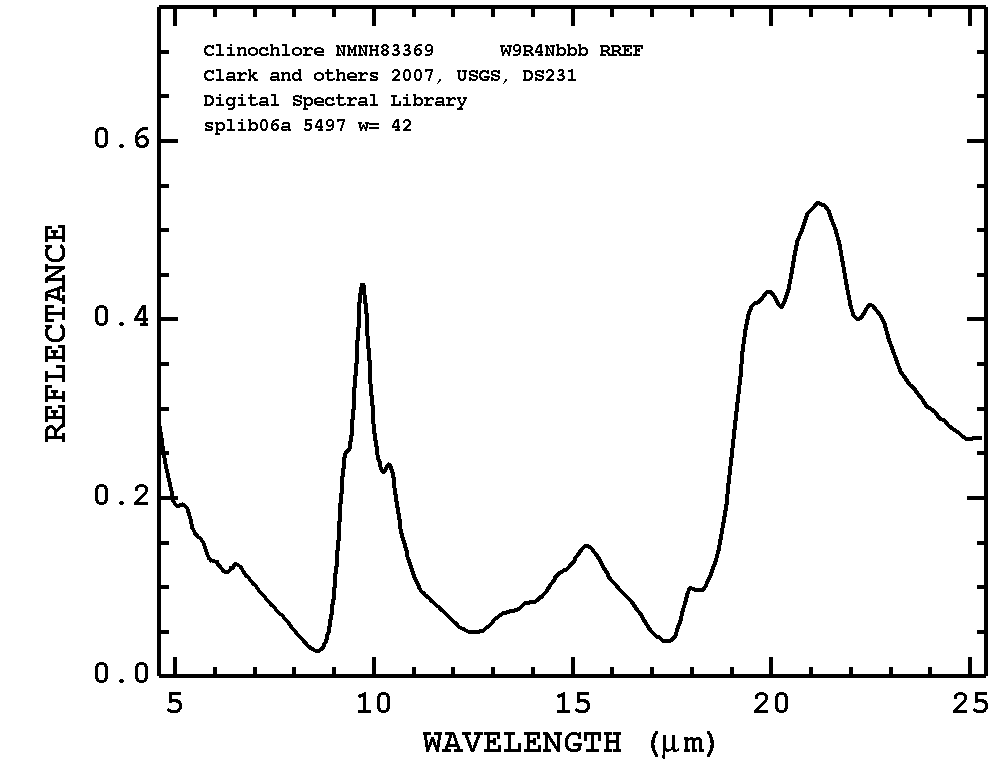 Clinochlore NMNH83369 W9R4Nbbb RREF
Clark and others 2007, USGS, DS231
Digital Spectral Library
splib06a 5497 w= 42
REFLECTANCE
0.6
0.4
0.2
0.0
5 10 15 20 25
WAVELENGTH (μm)